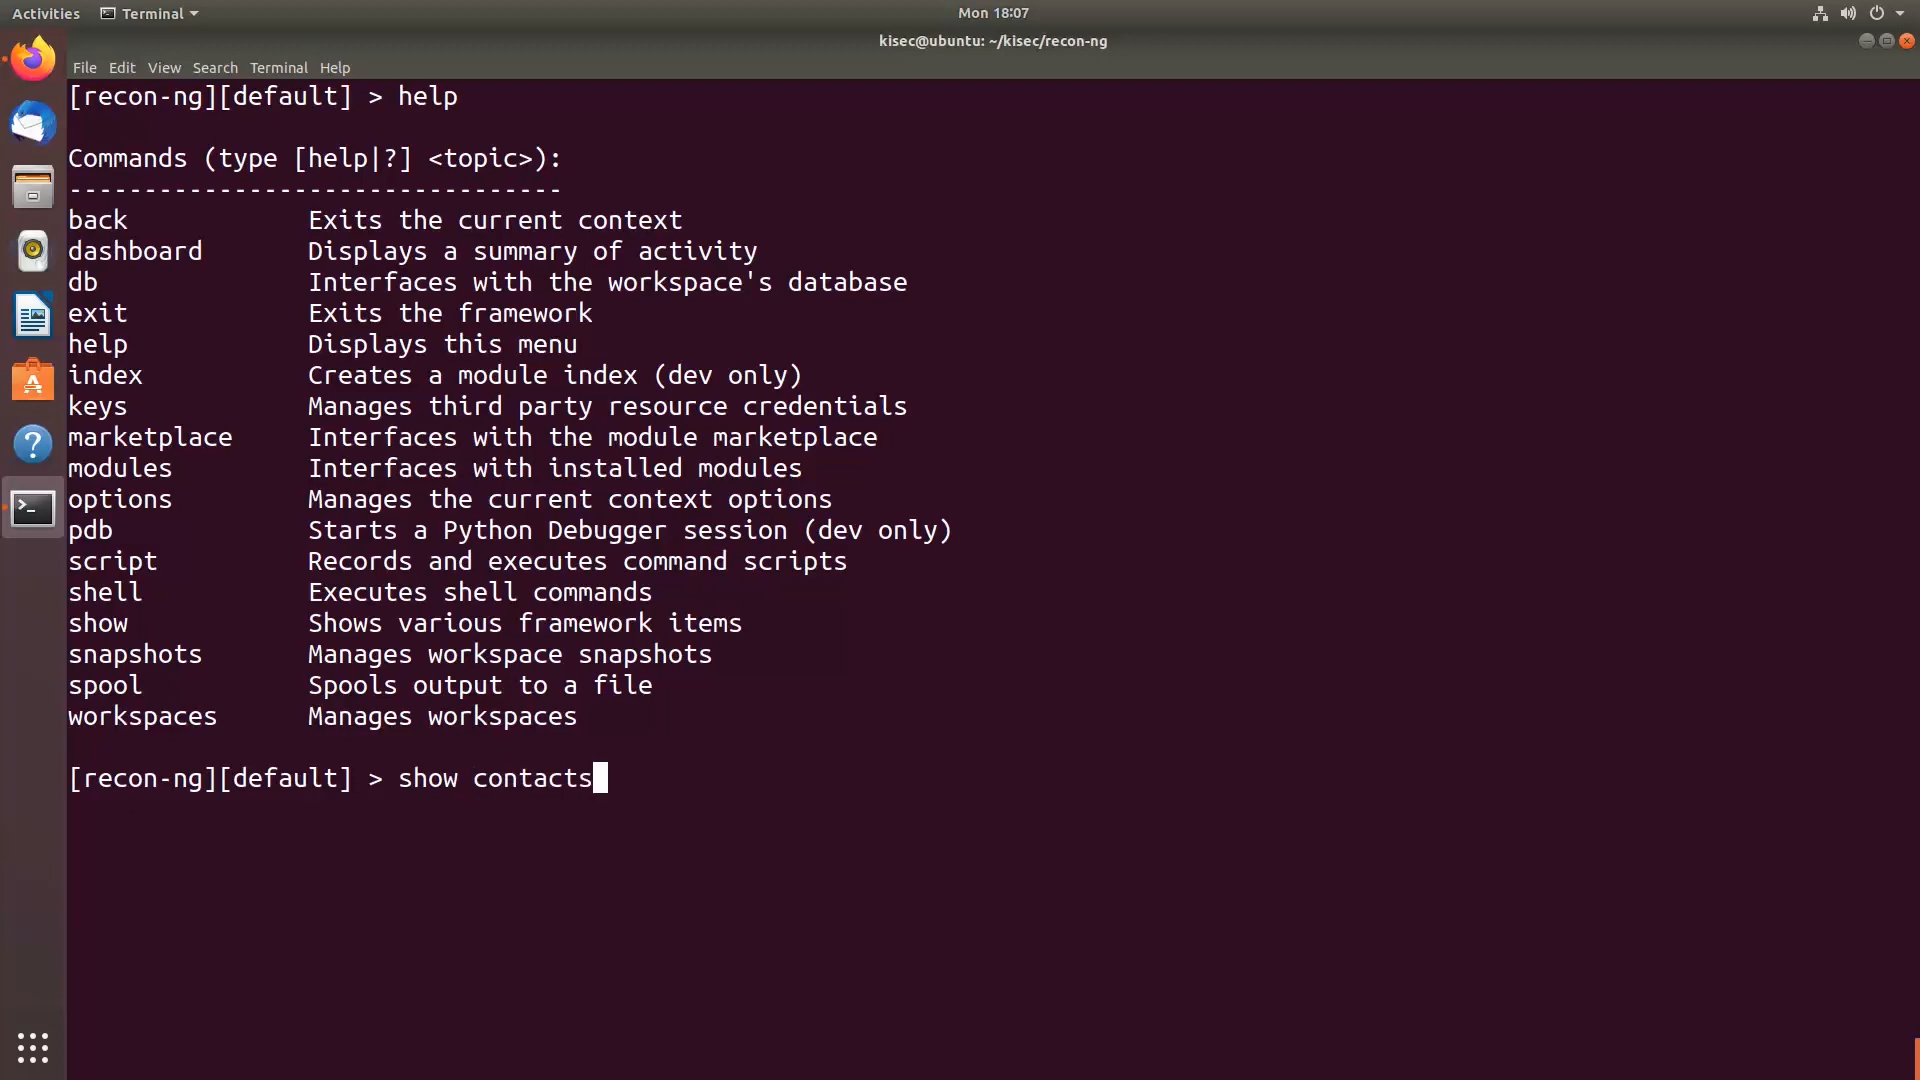 Activities Terminal Mon 18:07
kisec@ubuntu: ~/kisec/recon-ng
File Edit View Search Terminal Help
[recon-ng][default] > help
Commands (type [help|?] <topic>):
---------------------------------
back Exits the current context
dashboard Displays a summary of activity
db Interfaces with the workspace's database
exit Exits the framework
help Displays this menu
index Creates a module index (dev only)
keys Manages third party resource credentials
marketplace Interfaces with the module marketplace
modules Interfaces with installed modules
options Manages the current context options
pdb Starts a Python Debugger session (dev only)
script Records and executes command scripts
shell Executes shell commands
show Shows various framework items
snapshots Manages workspace snapshots
spool Spools output to a file
workspaces Manages workspaces
[recon-ng][default] > show contacts